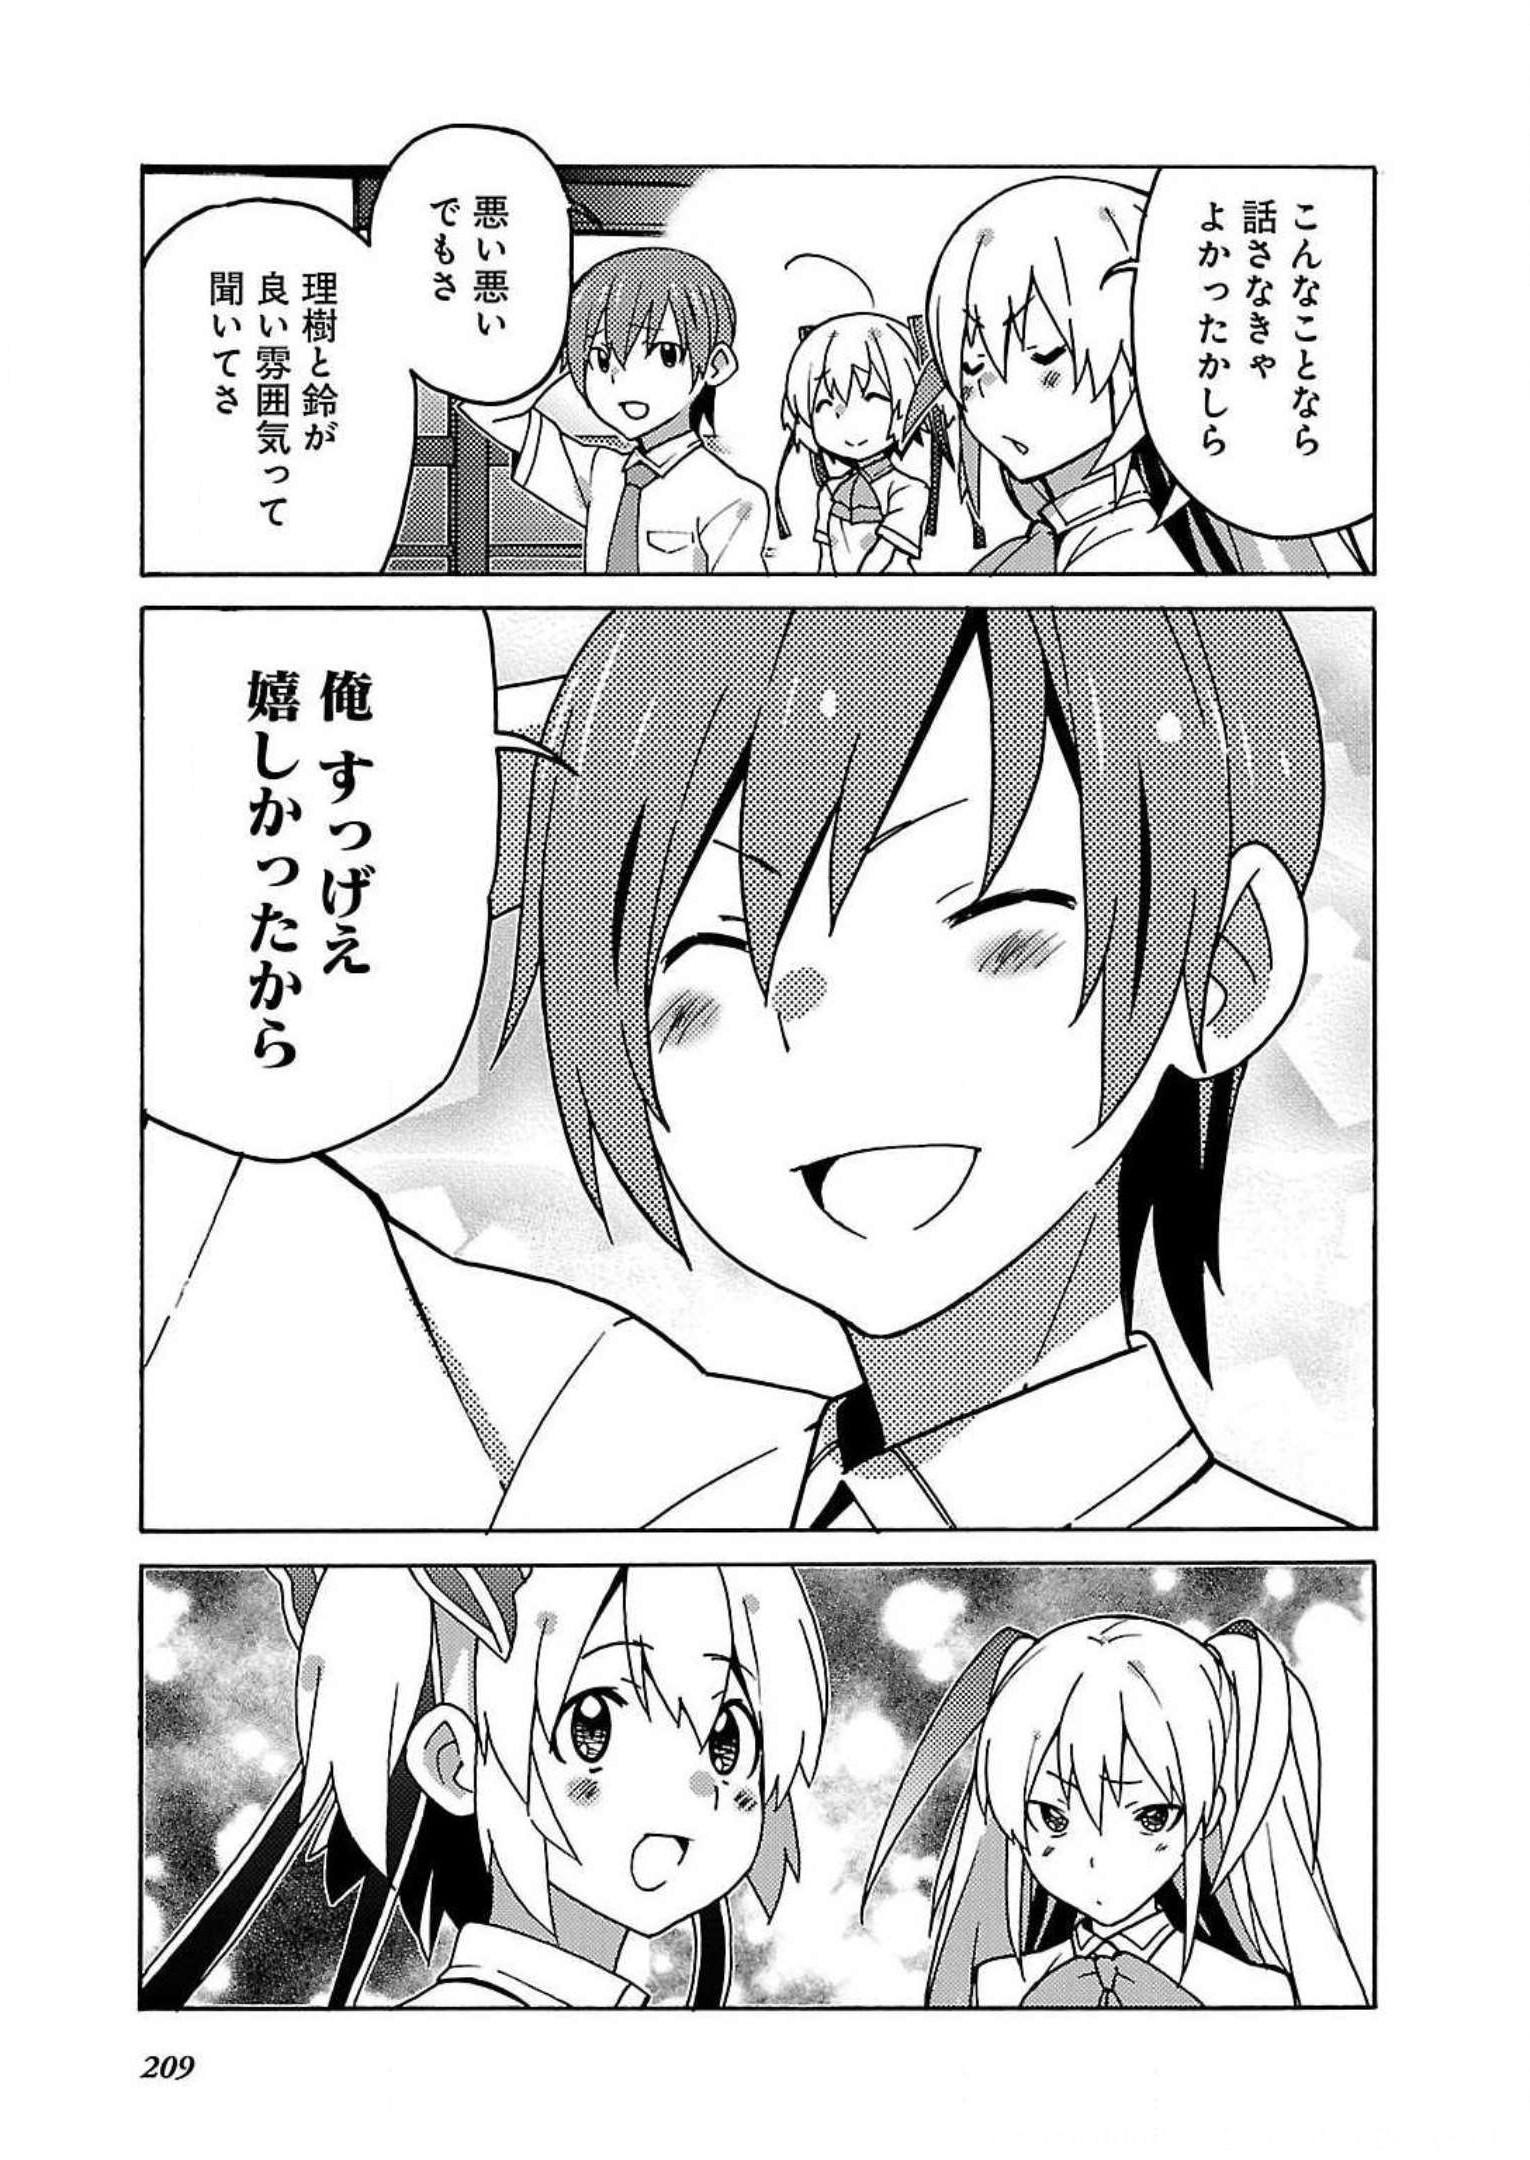 こんなことなら
話さなきゃ
よかったかしら
悪い悪い
でもさ
理樹と鈴が
良い雰囲気って
聞いてさ
俺 すっげえ
嬉しかったから
209